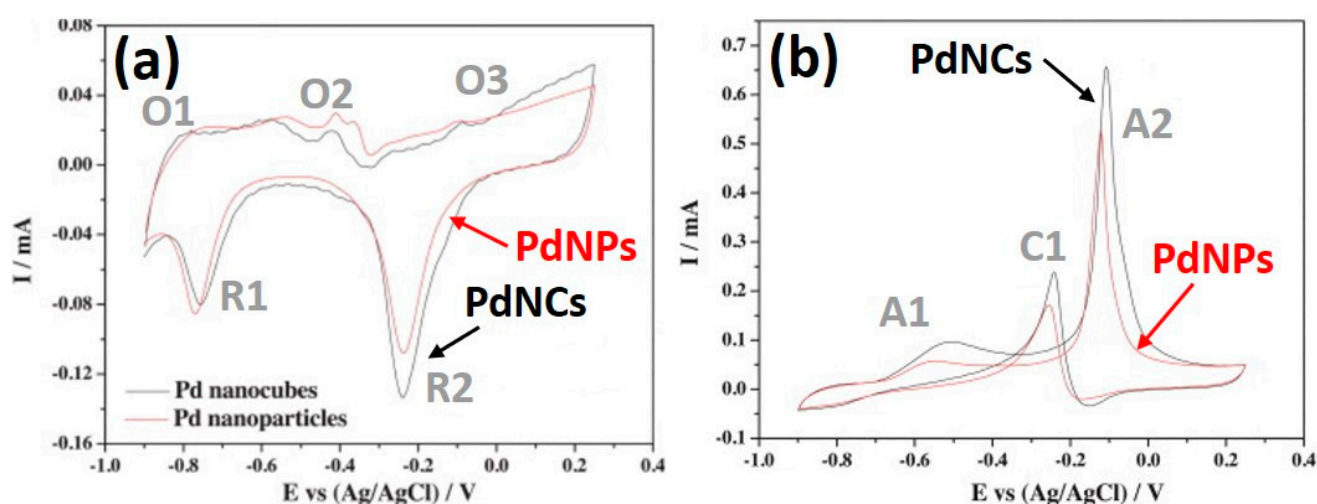 (a)
O1
O2
O3
R1
R2
PdNPs
PdNCs
Pd nanocubes
Pd nanoparticles
0.08
0.04
0.00
-0.04
-0.08
-0.12
-0.16
I / mA
-1.0 -0.8 -0.6 -0.4 -0.2 0.0 0.2 0.4
E vs (Ag/AgCl) / V
(b)
PdNCs
A2
C1
PdNPs
A1
0.7
0.6
0.5
0.4
0.3
0.2
0.1
0.0
-0.1
I / mA
-1.0 -0.8 -0.6 -0.4 -0.2 0.0 0.2 0.4
E vs (Ag/AgCl) / V